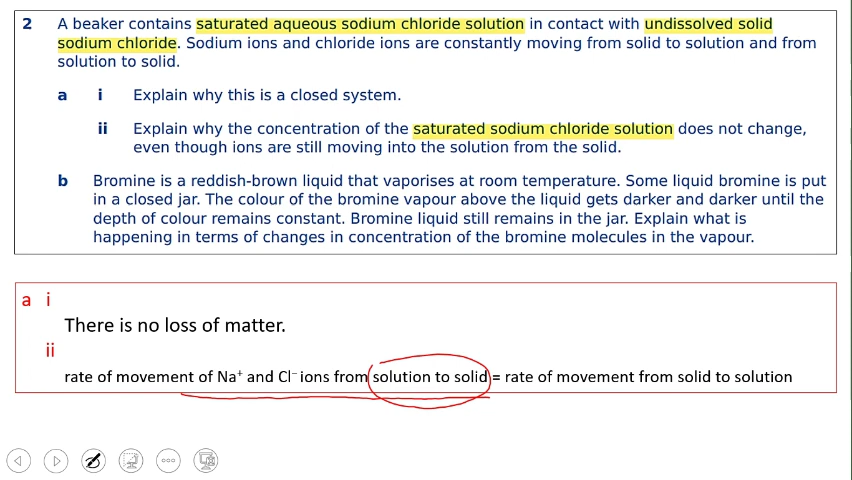 2 A beaker contains saturated aqueous sodium chloride solution in contact with undissolved solid
sodium chloride. Sodium ions and chloride ions are constantly moving from solid to solution and from
solution to solid.
a i Explain why this is a closed system.
ii Explain why the concentration of the saturated sodium chloride solution does not change,
even though ions are still moving into the solution from the solid.
b Bromine is a reddish-brown liquid that vaporises at room temperature. Some liquid bromine is put
in a closed jar. The colour of the bromine vapour above the liquid gets darker and darker until the
depth of colour remains constant. Bromine liquid still remains in the jar. Explain what is
happening in terms of changes in concentration of the bromine molecules in the vapour.
a i
There is no loss of matter.
ii
rate of movement of Na⁺ and Cl⁻ ions from solution to solid = rate of movement from solid to solution